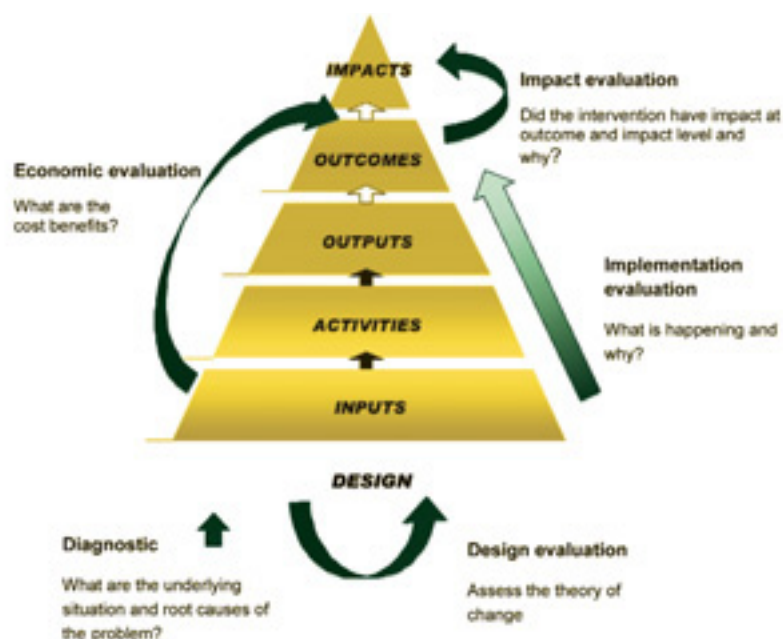 IMPACTS
Impact evaluation
Did the intervention have impact at
outcome and impact level and
why?
OUTCOMES
Economic evaluation
What are the
cost benefits?
OUTPUTS
Implementation
evaluation
What is happening and
why?
ACTIVITIES
INPUTS
DESIGN
Diagnostic
What are the underlying
situation and root causes of
the problem?
Design evaluation
Assess the theory of
change